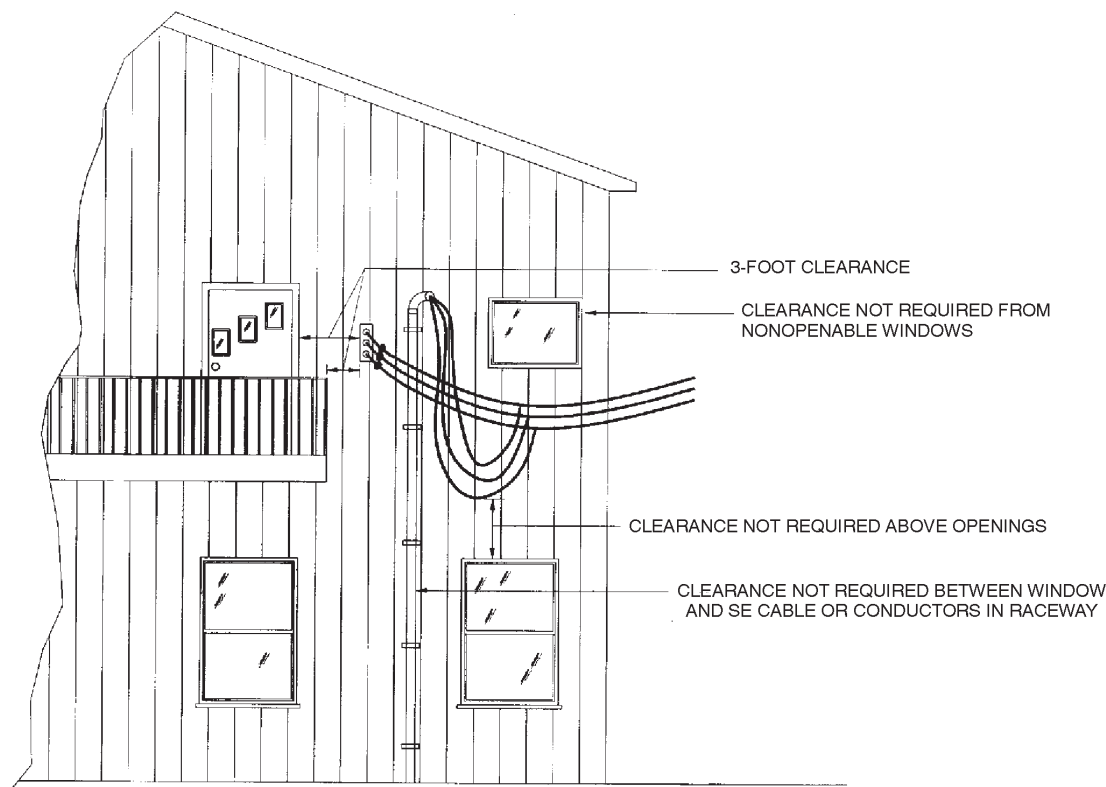 3-FOOT CLEARANCE
CLEARANCE NOT REQUIRED FROM
NONOPENABLE WINDOWS
CLEARANCE NOT REQUIRED ABOVE OPENINGS
CLEARANCE NOT REQUIRED BETWEEN WINDOW
AND SE CABLE OR CONDUCTORS IN RACEWAY